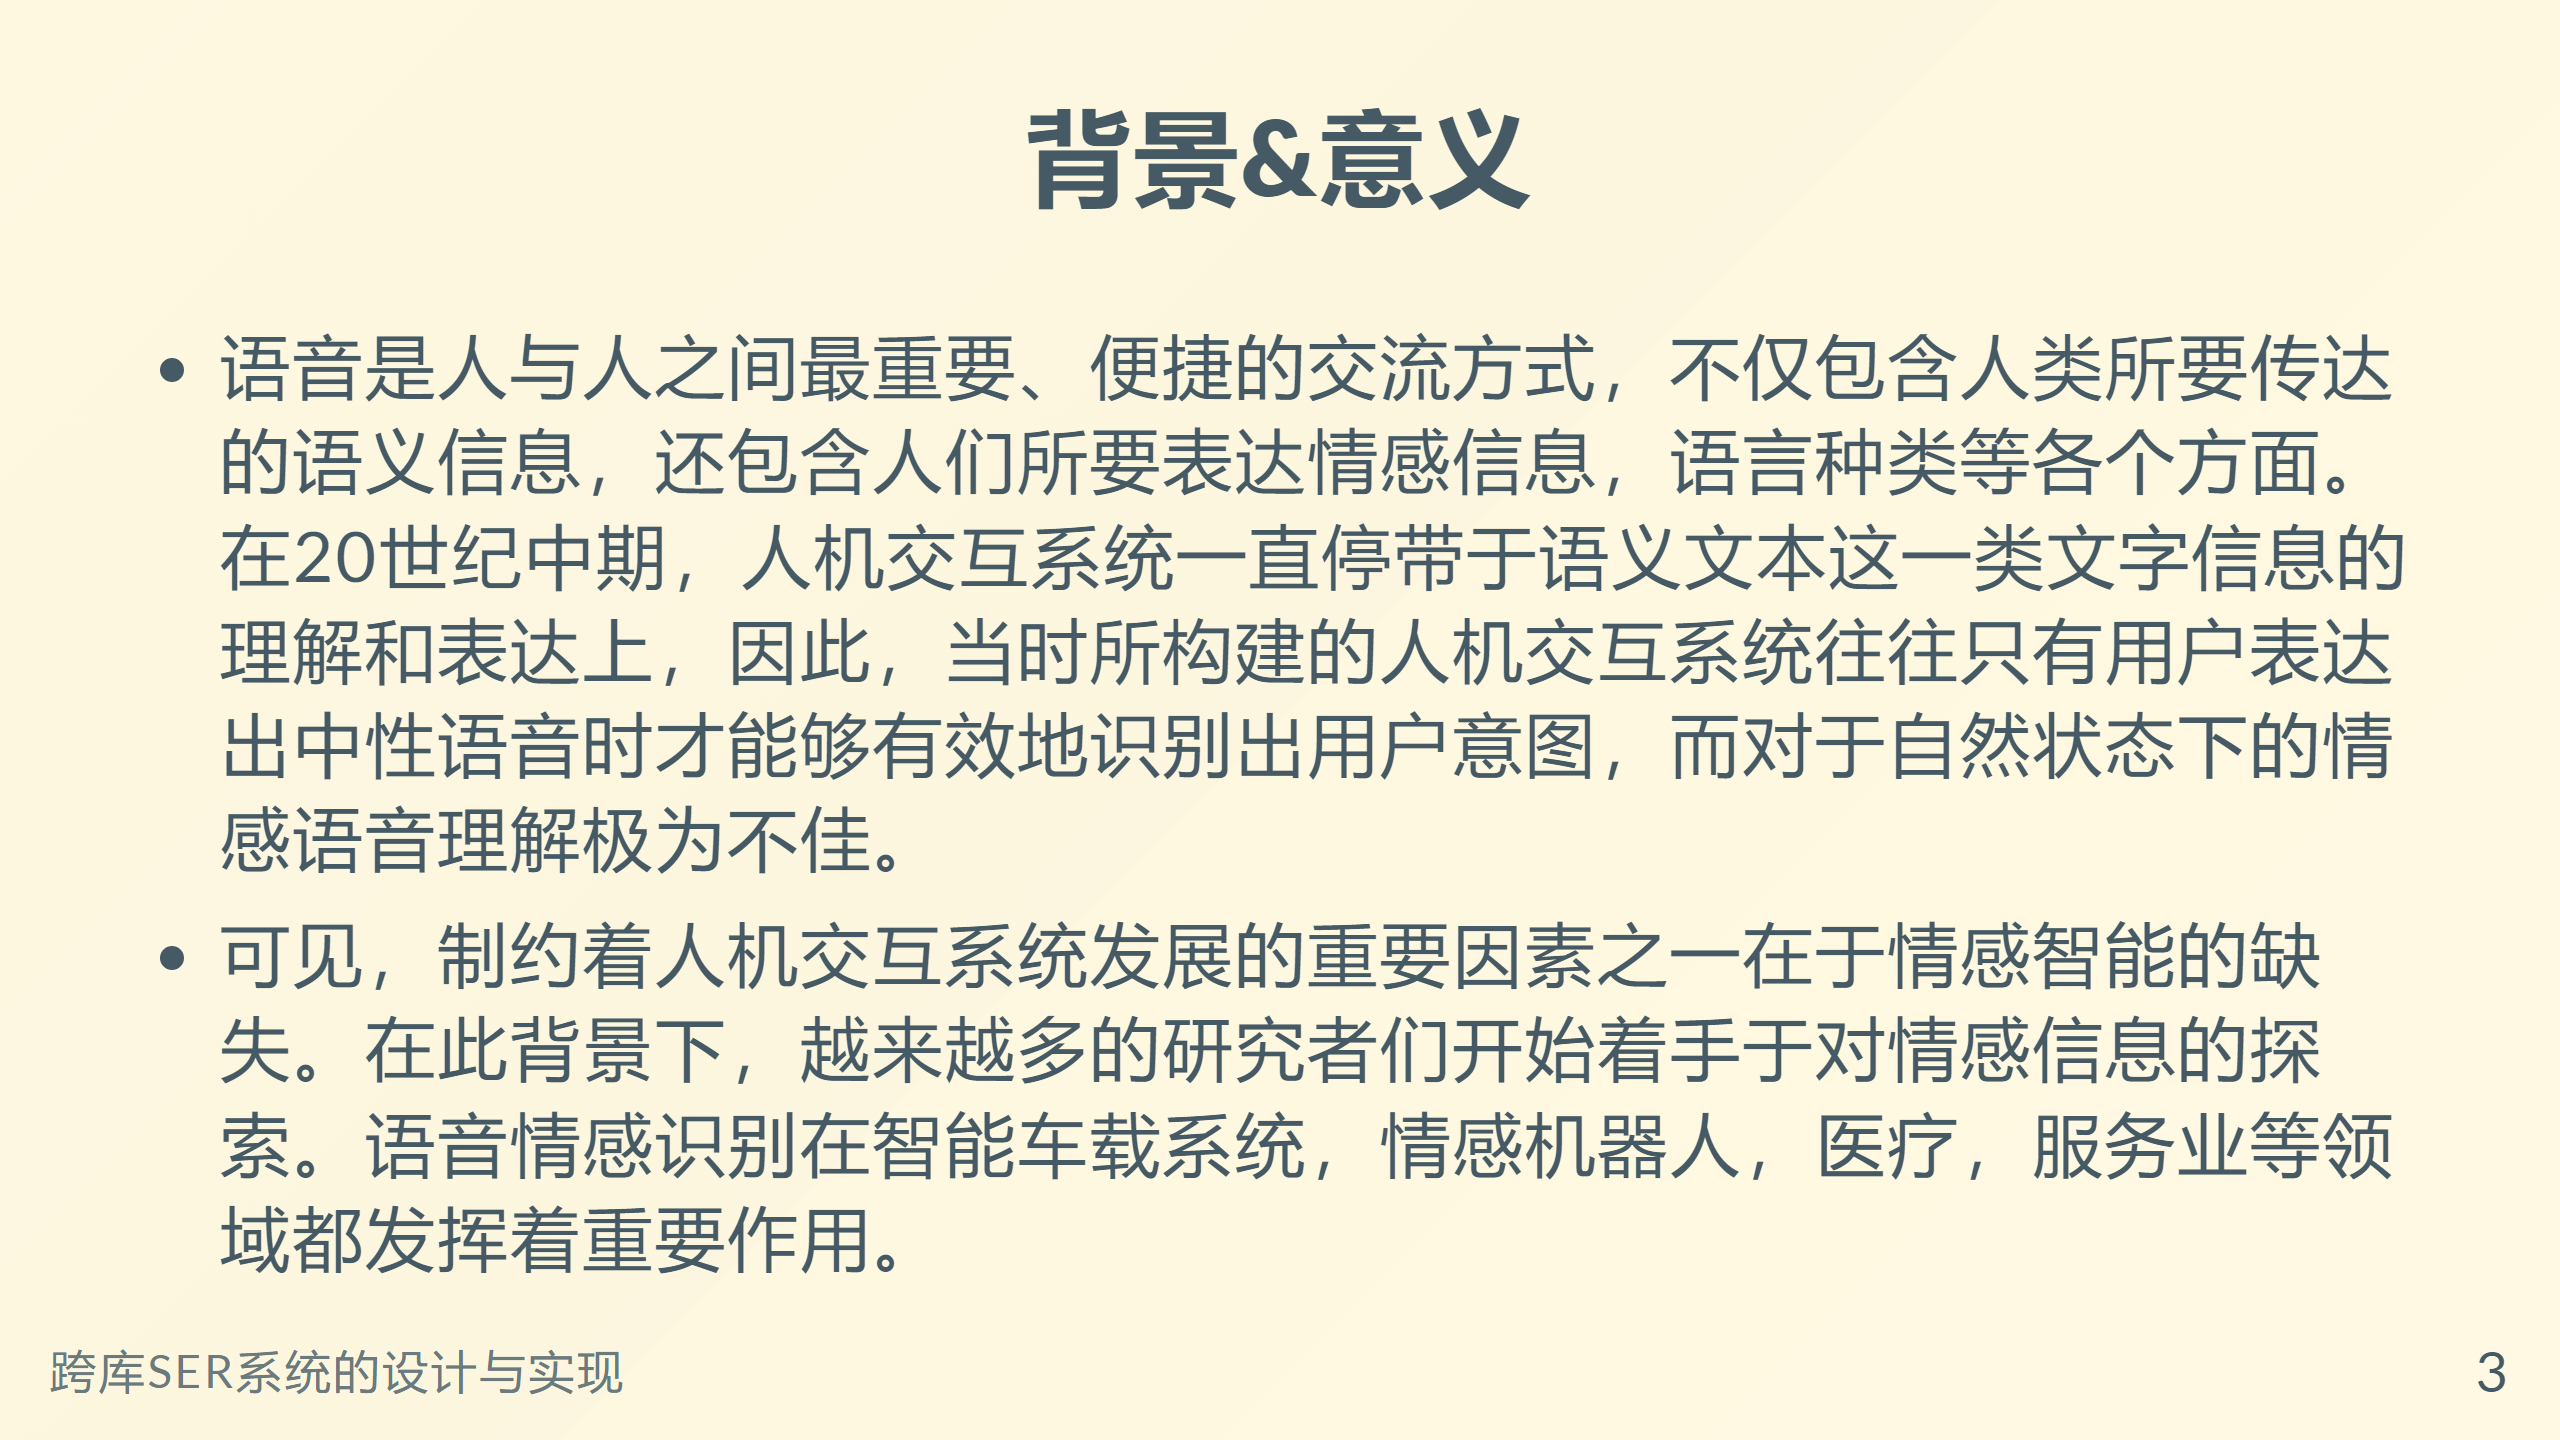 背景&意义
• 语音是人与人之间最重要、便捷的交流方式，不仅包含人类所要传达
的语义信息，还包含人们所要表达情感信息，语言种类等各个方面。
在20世纪中期，人机交互系统一直停带于语义文本这一类文字信息的
理解和表达上，因此，当时所构建的人机交互系统往往只有用户表达
出中性语音时才能够有效地识别出用户意图，而对于自然状态下的情
感语音理解极为不佳。
• 可见，制约着人机交互系统发展的重要因素之一在于情感智能的缺
失。在此背景下，越来越多的研究者们开始着手于对情感信息的探
索。语音情感识别在智能车载系统，情感机器人，医疗，服务业等领
域都发挥着重要作用。
跨库SER系统的设计与实现
3